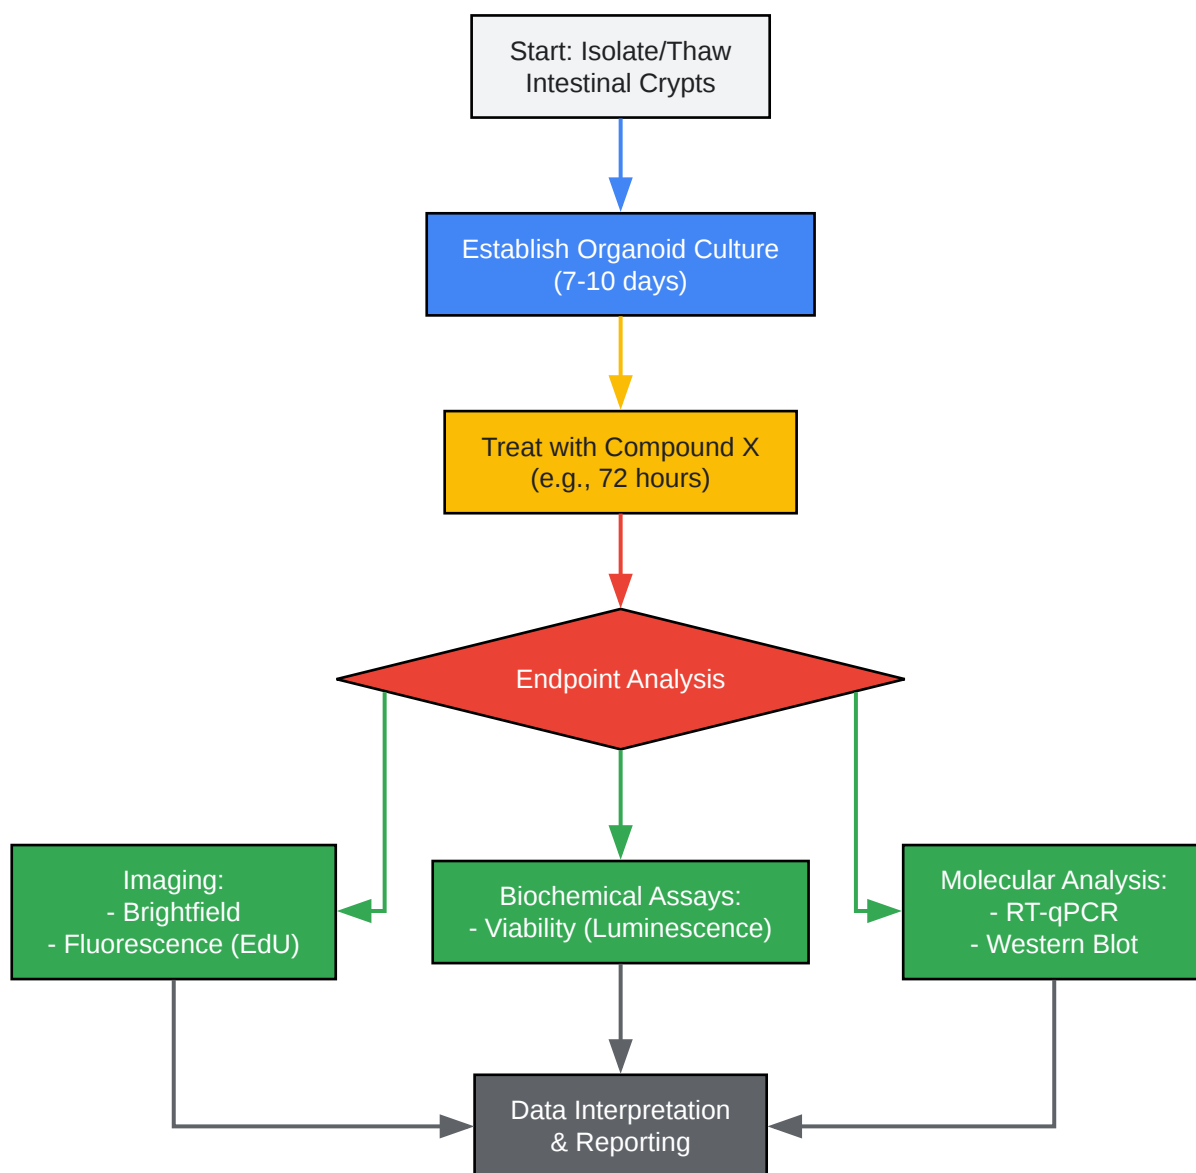 Start: Isolate/Thaw
Intestinal Crypts
Establish Organoid Culture
(7-10 days)
Treat with Compound X
(e.g., 72 hours)
Endpoint Analysis
Imaging:
- Brightfield
- Fluorescence (EdU)
Biochemical Assays:
- Viability (Luminescence)
Molecular Analysis:
- RT-qPCR
- Western Blot
Data Interpretation
& Reporting